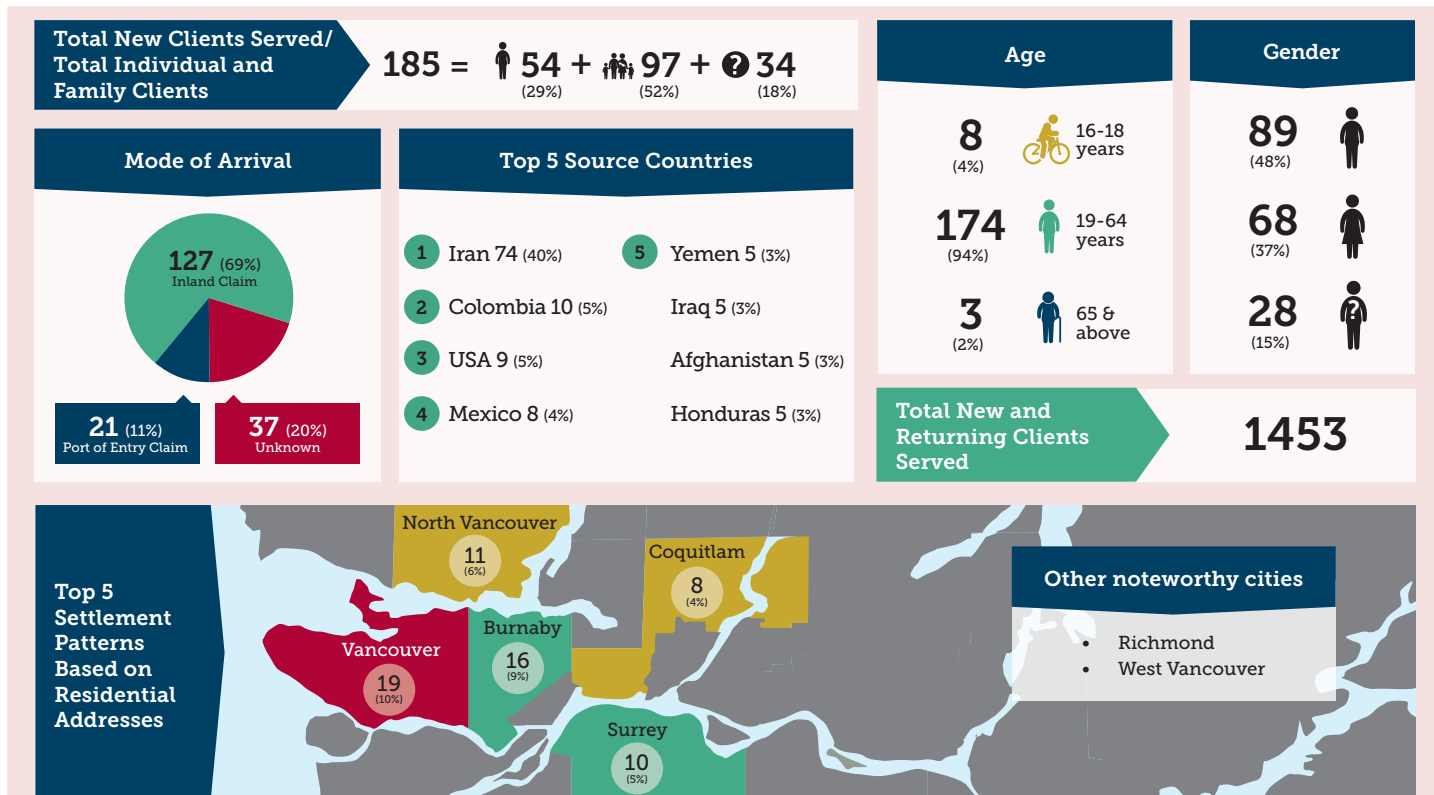 Total New Clients Served/
Total Individual and
Family Clients
185 = 54 + 97 + ? 34
(29%) (52%) (18%)
Age
8
(4%)
16-18
years
174
(94%)
19-64
years
3
(2%)
65 &
above
Gender
89
(48%)
68
(37%)
?
28
(15%)
Mode of Arrival
127 (69%)
Inland Claim
21 (11%)
Port of Entry Claim
37 (20%)
Unknown
Top 5 Source Countries
1 Iran 74 (40%)
2 Colombia 10 (5%)
3 USA 9 (5%)
4 Mexico 8 (4%)
5 Yemen 5 (3%)
Iraq 5 (3%)
Afghanistan 5 (3%)
Honduras 5 (3%)
Total New and
Returning Clients
Served
1453
Top 5
Settlement
Patterns
Based on
Residential
Addresses
North Vancouver
11
(6%)
Coquitlam
8
(4%)
Vancouver
19
(10%)
Burnaby
16
(9%)
Surrey
10
(5%)
Other noteworthy cities
• Richmond
• West Vancouver